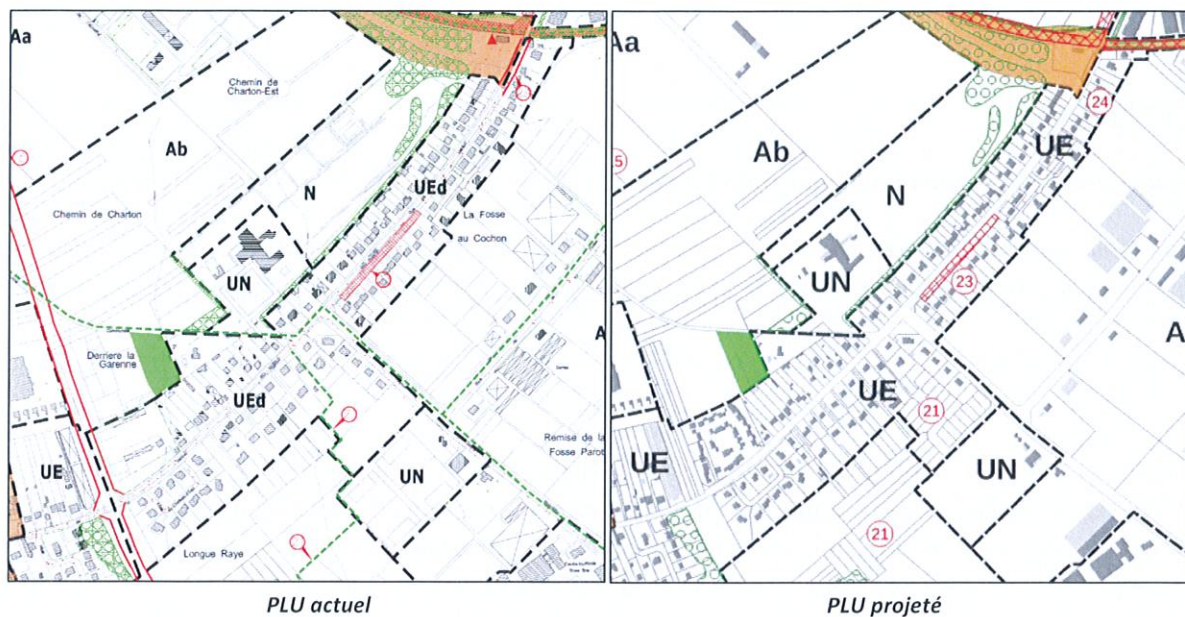 Aa
Chemin de
Charton-Est
Ab
N
UEd
Chemin de Charton
La Fosse
au Cochon
UN
A
Derriere la
Garenne
UEd
Remise de la
Fosse Parot
UE
UN
Longue Raye
PLU actuel
Aa
24
UE
5
Ab
N
UN
23
A
UE
21
UE
UN
21
PLU projeté